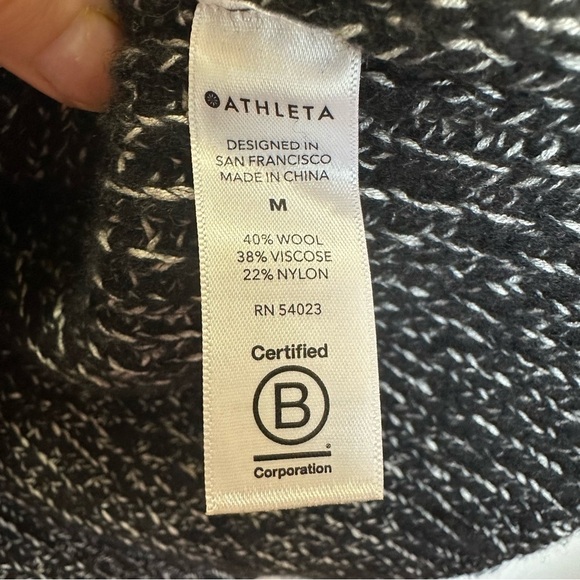 ATHLETA
DESIGNED IN
SAN FRANCISCO
MADE IN CHINA
M
40% WOOL
38% VISCOSE
22% NYLON
RN 54023
Certified
B
Corporation